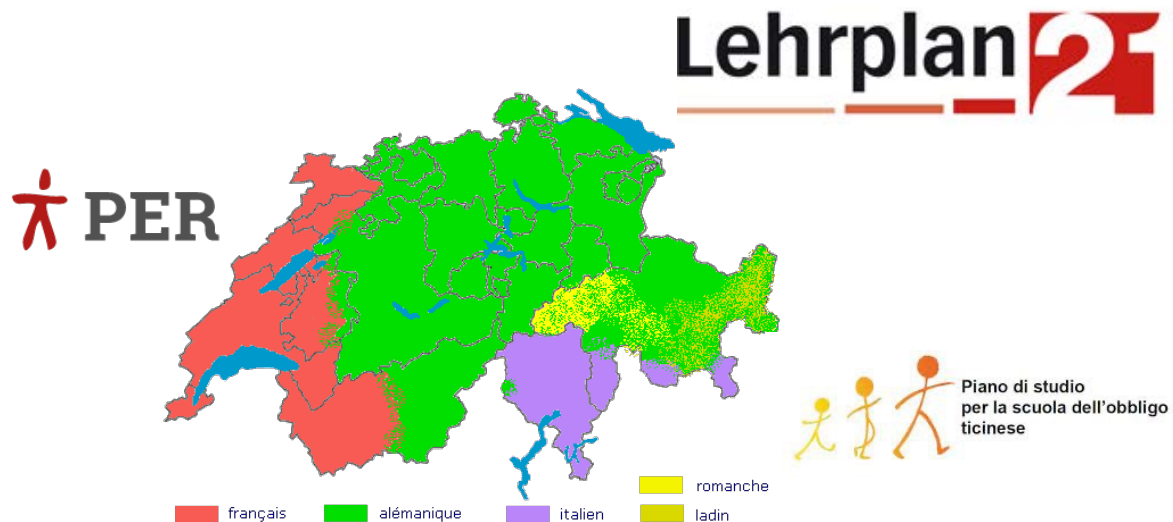 Lehrplan 21
PER
Piano di studio
per la scuola dell'obbligo
ticinese
romanche
français
alémanique
italien
ladin